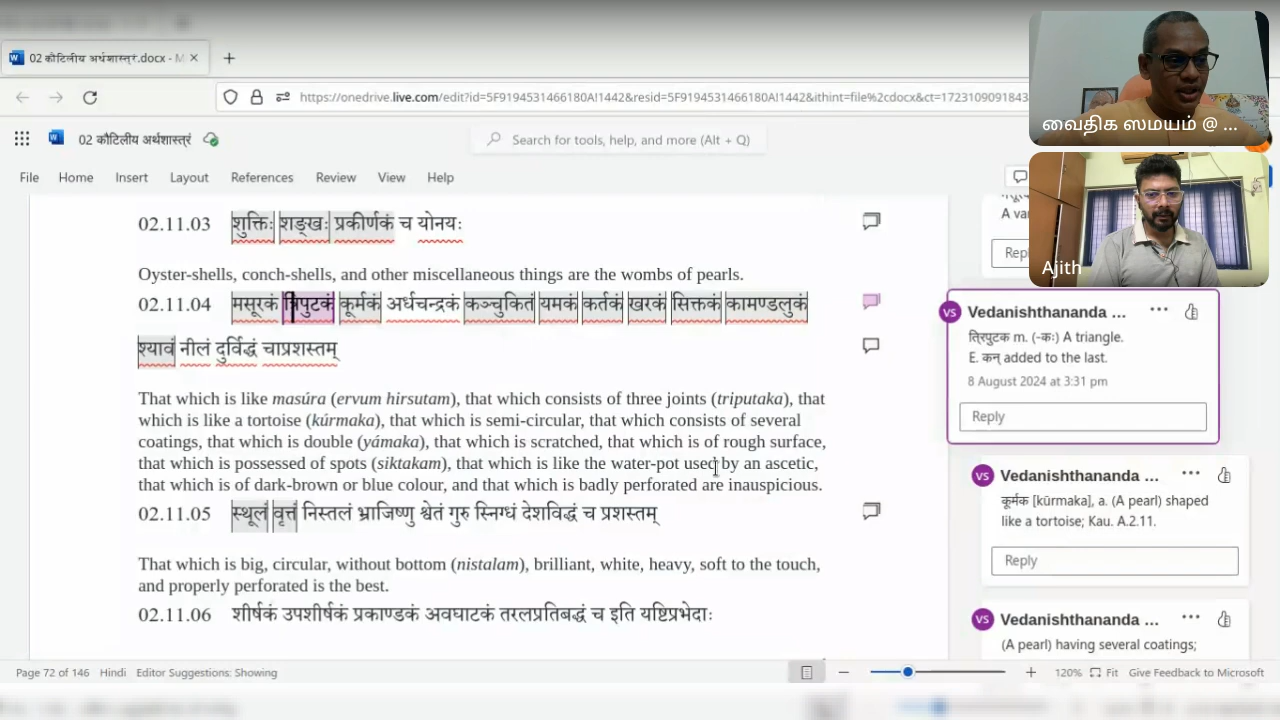 02 कौटिलीय अर्थशास्त्रं.docx - M
https://onedrive.live.com/edit?id=5F9194531466180A!1442&resid=5F9194531466180A!1442&ithint=file%2cdocx&ct=1723109091843
வைதிக ஸமயம் @ ...
02 कौटिलीय अर्थशास्त्रं
Search for tools, help, and more (Alt + Q)
File Home Insert Layout References Review View Help
02.11.03 शुक्तिः शङ्खः प्रकीर्णकं च योनयः
A va
Repl
Ajith
Oyster-shells, conch-shells, and other miscellaneous things are the wombs of pearls.
02.11.04 मसूरकं त्रिपुटकं कूर्मकं अर्धचन्द्रकं कञ्चुकितं यमकं कर्तकं खरकं सिक्तकं कामण्डलुकं
श्यावं नीलं दुर्विद्धं चाप्रशस्तम्
That which is like masúra (ervum hirsutam), that which consists of three joints (triputaka), that
which is like a tortoise (kúrmaka), that which is semi-circular, that which consists of several
coatings, that which is double (yámaka), that which is scratched, that which is of rough surface,
that which is possessed of spots (siktakam), that which is like the water-pot used by an ascetic,
that which is of dark-brown or blue colour, and that which is badly perforated are inauspicious.
02.11.05 स्थूलं वृत्तं निस्तलं भ्राजिष्णु श्वेतं गुरु स्निग्धं देशविद्धं च प्रशस्तम्
That which is big, circular, without bottom (nistalam), brilliant, white, heavy, soft to the touch,
and properly perforated is the best.
02.11.06 शीर्षकं उपशीर्षकं प्रकाण्डकं अवघाटकं तरलप्रतिबद्धं च इति यष्टिप्रभेदाः
VS Vedanishthananda ... ...
त्रिपुटक m. (-कः) A triangle.
E. कन् added to the last.
8 August 2024 at 3:31 pm
Reply
VS Vedanishthananda ... ...
कूर्मक [kūrmaka], a. (A pearl) shaped
like a tortoise; Kau. A.2.11.
Reply
VS Vedanishthananda ... ...
(A pearl) having several coatings;
Page 72 of 146 Hindi Editor Suggestions: Showing
120% Fit Give Feedback to Microsoft